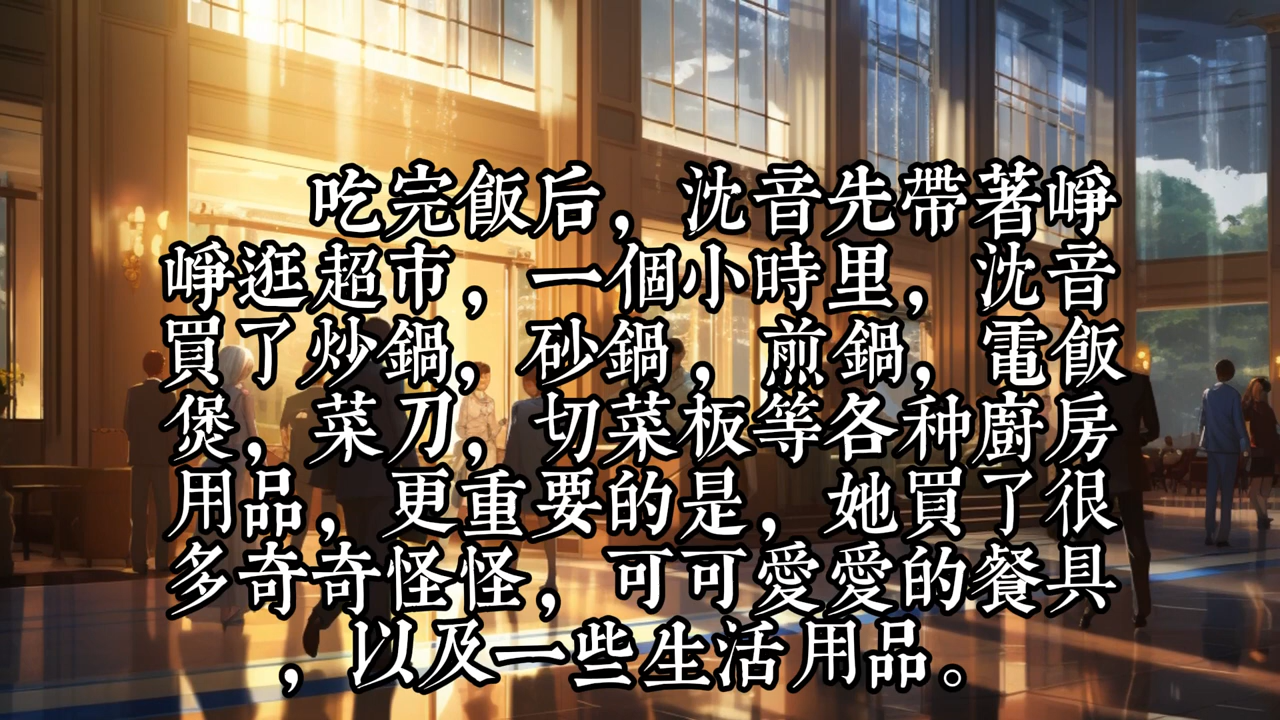 吃完飯后，沈音先帶著崢
崢逛超市，一個小時里，沈音
買了炒鍋，砂鍋，煎鍋，電飯
煲，菜刀，切菜板等各种廚房
用品，更重要的是，她買了很
多奇奇怪怪，可可愛愛的餐具
，以及一些生活用品。